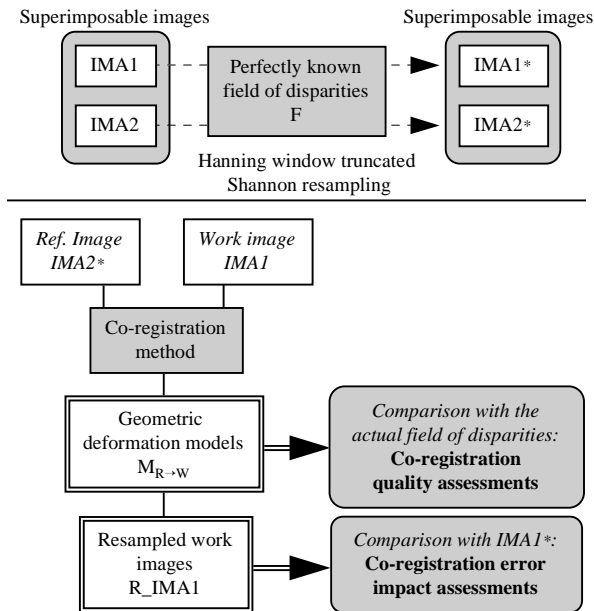 Superimposable images
Superimposable images
IMA1
IMA2
Perfectly known
field of disparities
F
IMA1*
IMA2*
Hanning window truncated
Shannon resampling
Ref. Image
IMA2*
Work image
IMA1
Co-registration
method
Geometric
deformation models
M_R→W
Comparison with the
actual field of disparities:
Co-registration
quality assessments
Resampled work
images
R_IMA1
Comparison with IMA1*:
Co-registration error
impact assessments